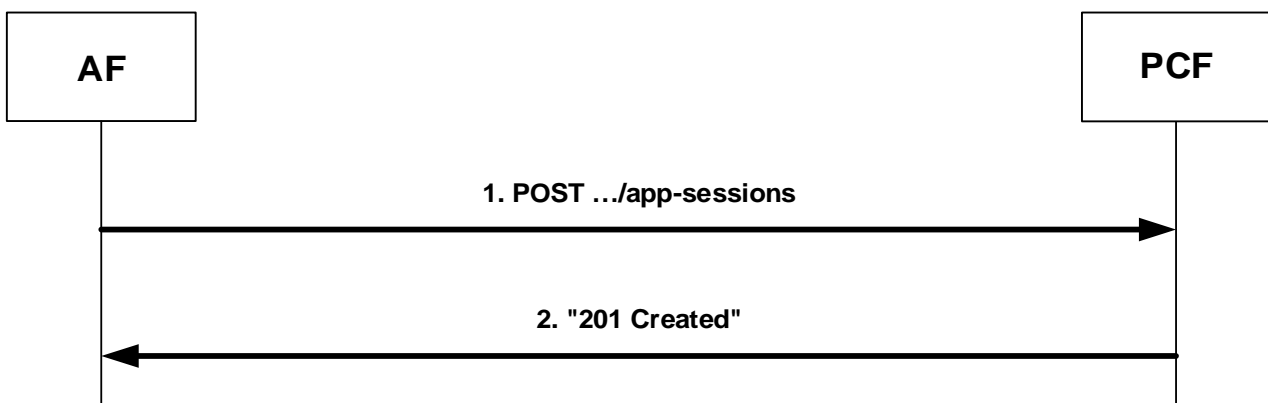 AF
PCF
1. POST …/app-sessions
2. "201 Created"